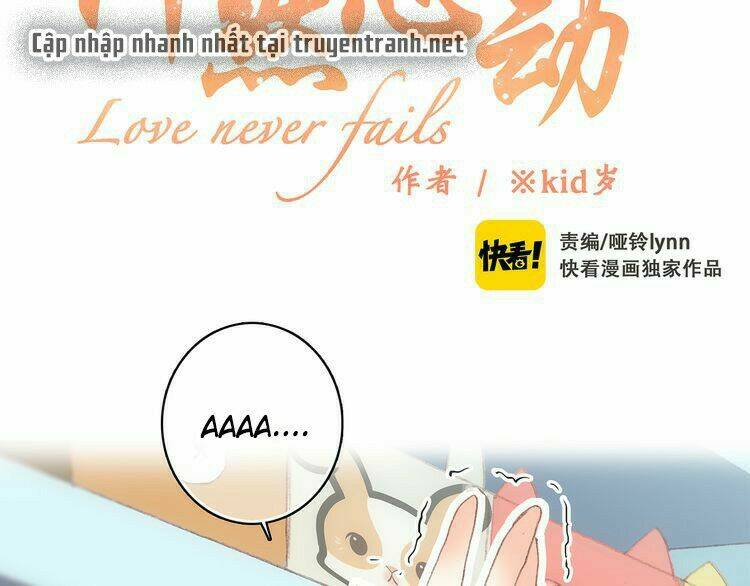 Cập nhập nhanh nhất tại truyentranh.net
Love never fails
作者 / ※kid岁
快看!
责编/哑铃lynn
快看漫画独家作品
AAAA....